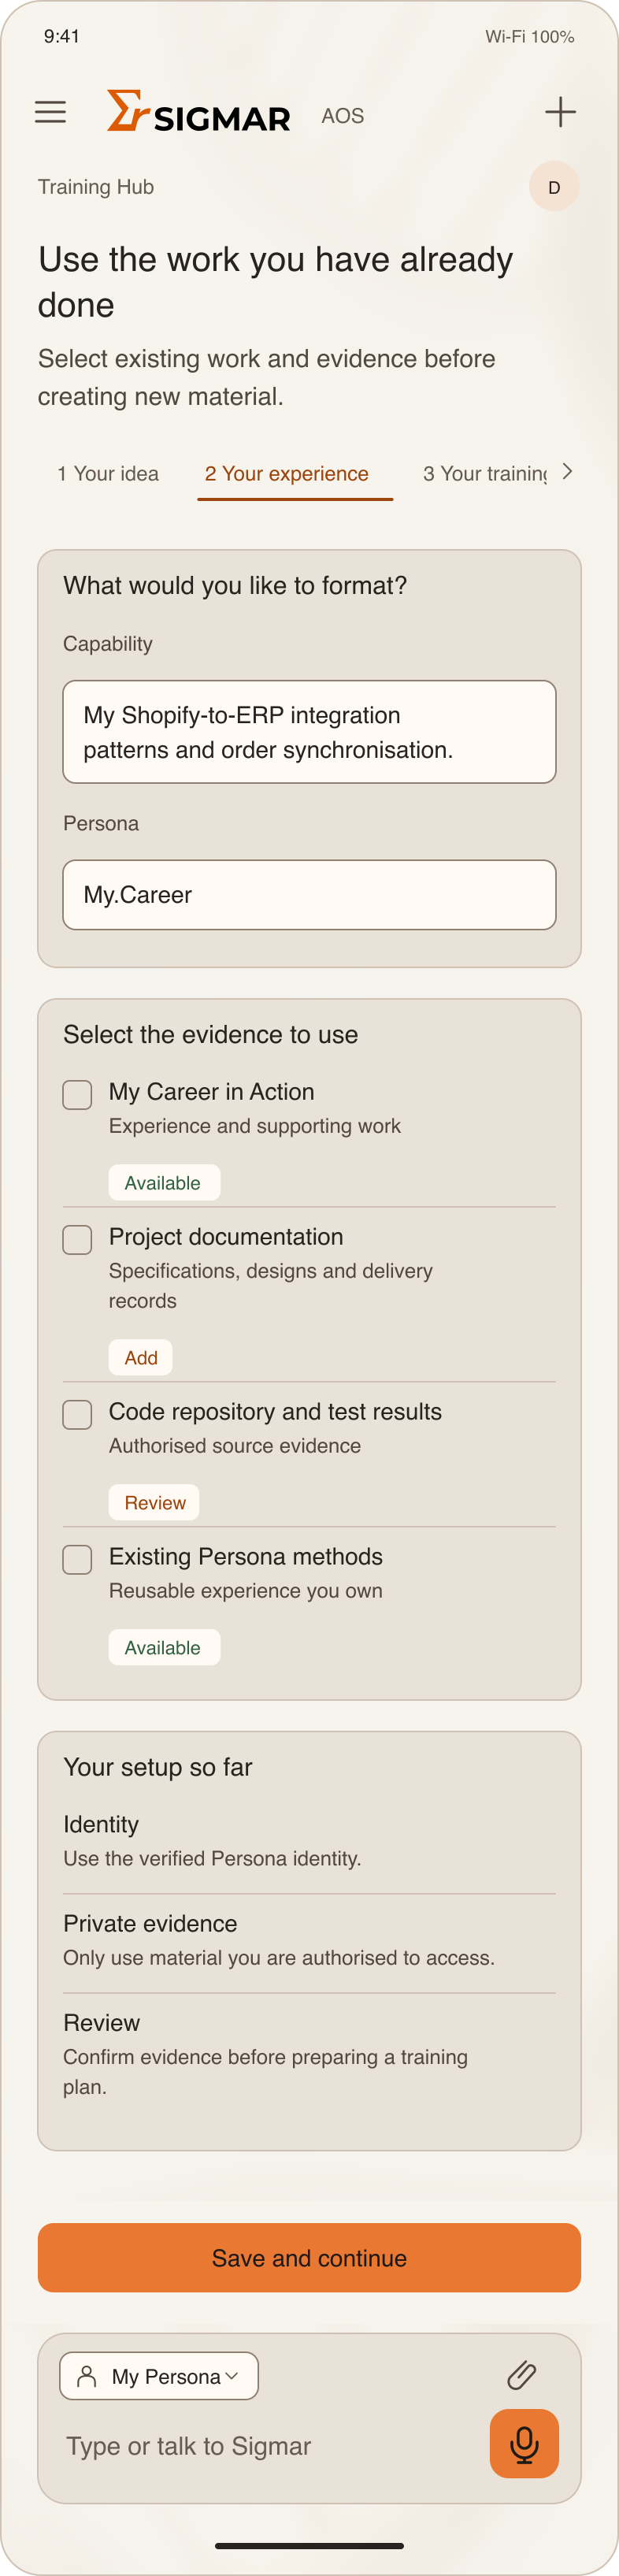 9:41
Wi-Fi 100%
Σr SIGMAR AOS
Training Hub
D
Use the work you have already
done
Select existing work and evidence before
creating new material.
1 Your idea
2 Your experience
3 Your training
What would you like to format?
Capability
My Shopify-to-ERP integration
patterns and order synchronisation.
Persona
My.Career
Select the evidence to use
My Career in Action
Experience and supporting work
Available
Project documentation
Specifications, designs and delivery
records
Add
Code repository and test results
Authorised source evidence
Review
Existing Persona methods
Reusable experience you own
Available
Your setup so far
Identity
Use the verified Persona identity.
Private evidence
Only use material you are authorised to access.
Review
Confirm evidence before preparing a training
plan.
Save and continue
My Persona
Type or talk to Sigmar